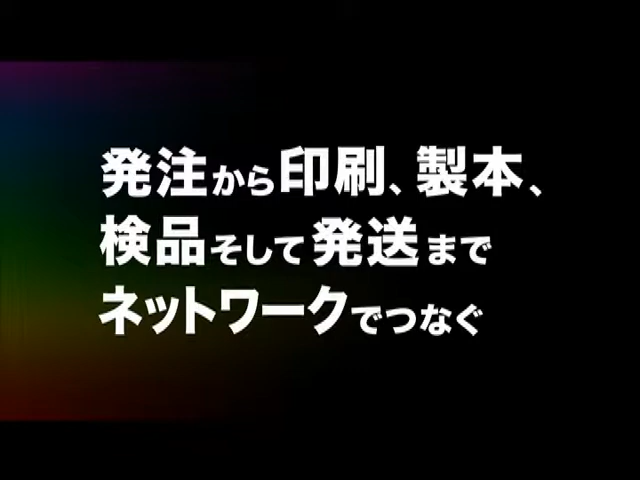 発注から印刷、製本、
検品そして発送まで
ネットワークでつなぐ